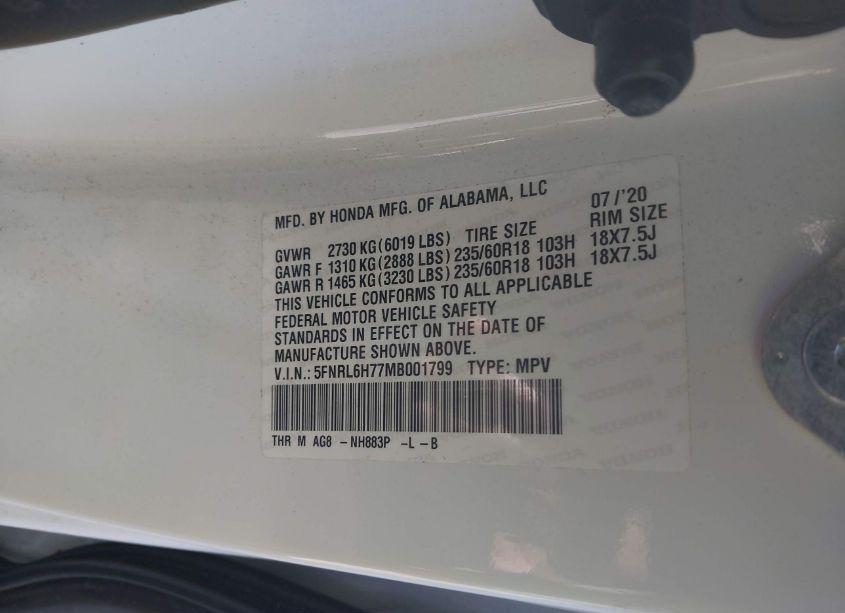 MFD. BY HONDA MFG. OF ALABAMA, LLC 07/'20
GVWR 2730 KG(6019 LBS) TIRE SIZE RIM SIZE
GAWR F 1310 KG(2888 LBS) 235/60R18 103H 18X7.5J
GAWR R 1465 KG(3230 LBS) 235/60R18 103H 18X7.5J
THIS VEHICLE CONFORMS TO ALL APPLICABLE
FEDERAL MOTOR VEHICLE SAFETY
STANDARDS IN EFFECT ON THE DATE OF
MANUFACTURE SHOWN ABOVE.
V.I.N.: 5FNRL6H77MB001799 TYPE: MPV
THR M AG8 -NH883P -L -B